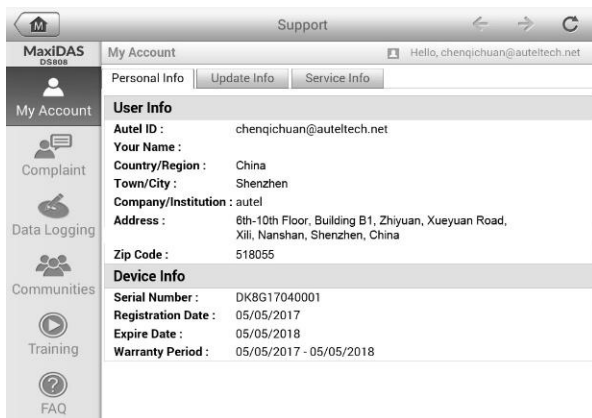 Support
MaxiDAS
DS808
My Account
Hello, chenqichuan@auteltech.net
My Account
Complaint
Data Logging
Communities
Training
FAQ
Personal Info
Update Info
Service Info
User Info
Autel ID : chenqichuan@auteltech.net
Your Name :
Country/Region : China
Town/City : Shenzhen
Company/Institution : autel
Address : 6th-10th Floor, Building B1, Zhiyuan, Xueyuan Road,
Xili, Nanshan, Shenzhen, China
Zip Code : 518055
Device Info
Serial Number : DK8G17040001
Registration Date : 05/05/2017
Expire Date : 05/05/2018
Warranty Period : 05/05/2017 - 05/05/2018